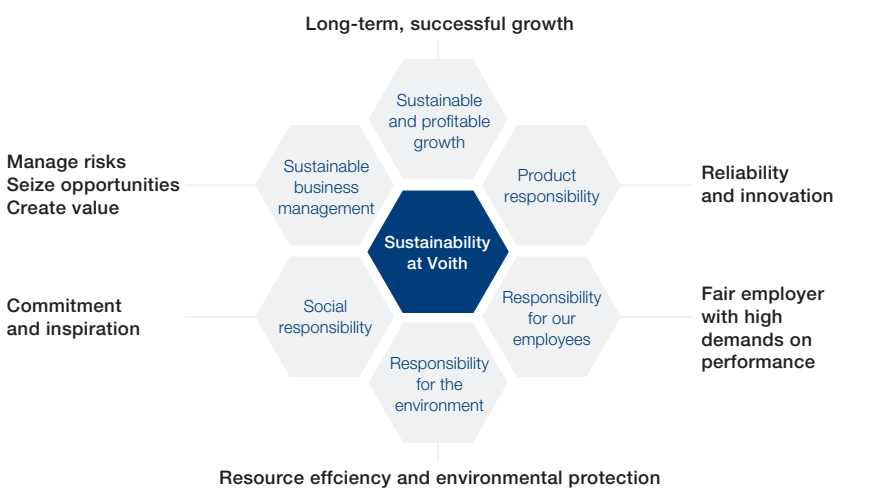 Long-term, successful growth
Sustainable
and profitable
growth
Manage risks
Seize opportunities
Create value
Sustainable
business
management
Product
responsibility
Reliability
and innovation
Sustainability
at Voith
Commitment
and inspiration
Social
responsibility
Responsibility
for our
employees
Fair employer
with high
demands on
performance
Responsibility
for the
environment
Resource effciency and environmental protection